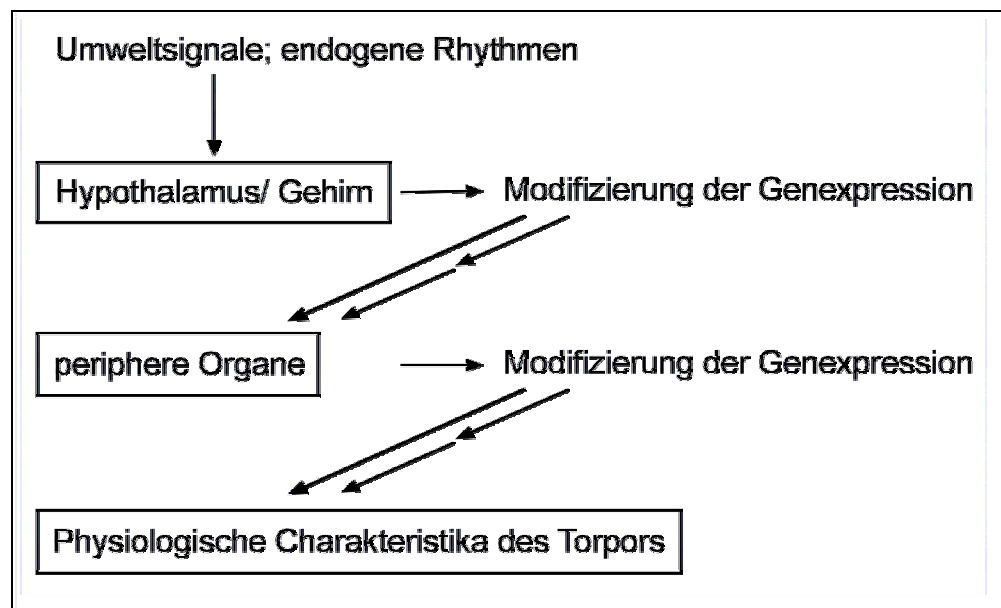 Umweltsignale; endogene Rhythmen
Hypothalamus/ Gehirn
Modifizierung der Genexpression
periphere Organe
Modifizierung der Genexpression
Physiologische Charakteristika des Torpors